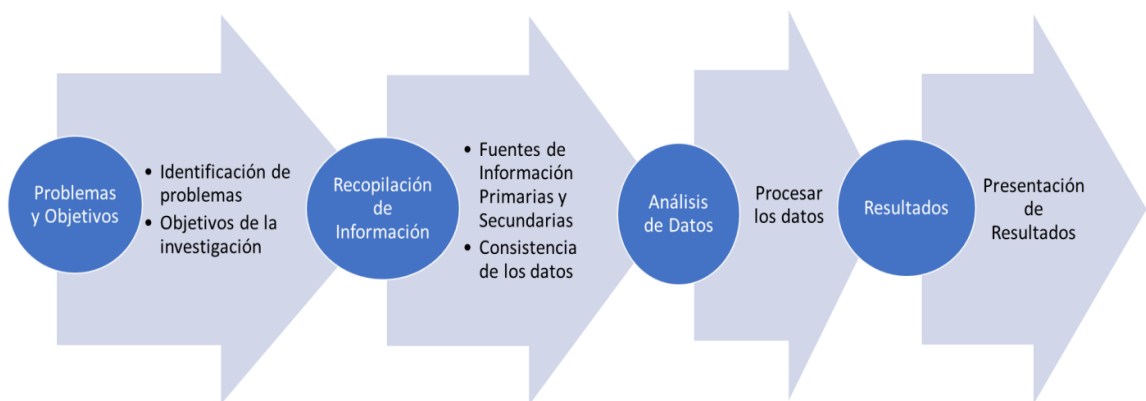 Problemas
y Objetivos
• Identificación de
problemas
• Objetivos de la
investigación
Recopilación
de
Información
• Fuentes de
Información
Primarias y
Secundarias
• Consistencia
de los datos
Análisis
de Datos
Procesar
los datos
Resultados
Presentación
de
Resultados